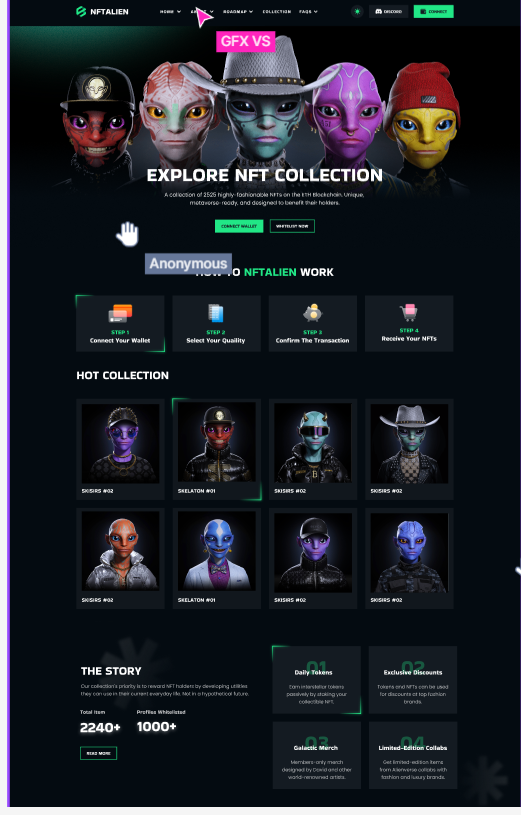 NFTALIEN
HOME
ROADMAP
COLLECTION
FAQS
DISCORD
CONNECT
GFX VS
EXPLORE NFT COLLECTION
A collection of 2525 highly-fashionable NFTs on the ETH Blockchain. Unique,
metaverse-ready, and designed to benefit their holders.
CONNECT WALLET
WHITELIST NOW
Anonymous
TO NFTALIEN WORK
STEP 1
Connect Your Wallet
STEP 2
Select Your Quality
STEP 3
Confirm The Transaction
STEP 4
Receive Your NFTs
HOT COLLECTION
SKISIRS #02
SKELATON #01
SKISIRS #02
SKISIRS #02
SKISIRS #02
SKELATON #01
SKISIRS #02
SKISIRS #02
THE STORY
Our collection's priority is to reward NFT holders by developing utilities
they can use in their current everyday life. Not in a hypothetical future.
Total Item
2240+
Profiles Whitelisted
1000+
READ MORE
01
Daily Tokens
Earn interstellar tokens
passively by staking your
collectible NFT.
02
Exclusive Discounts
Tokens and NFTs can be used
for discounts at top fashion
brands.
03
Galactic Merch
Members-only merch
designed by David and other
world-renowned artists.
04
Limited-Edition Collabs
Get limited-edition items
from Alienverse collabs with
fashion and luxury brands.